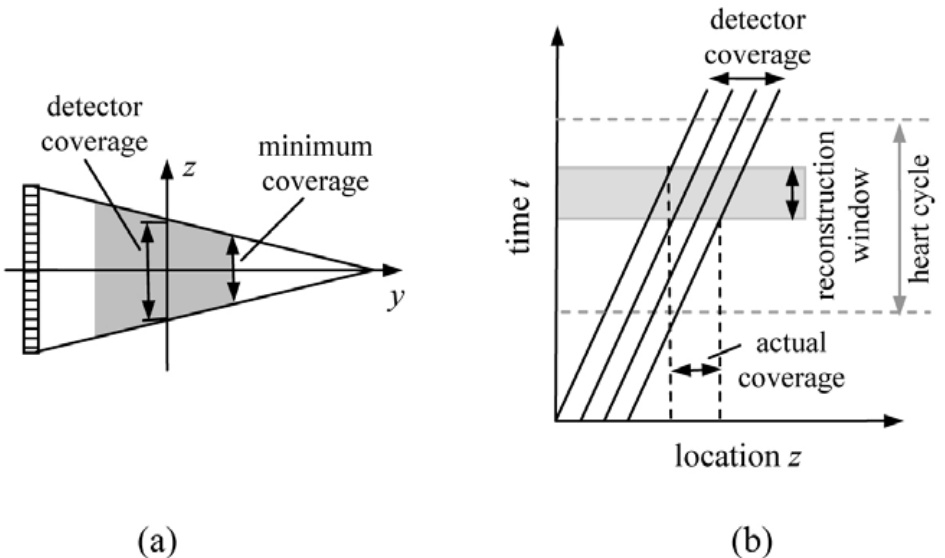 detector
coverage
z
minimum
coverage
y
(a)
detector
coverage
time t
reconstruction
window
heart cycle
actual
coverage
location z
(b)